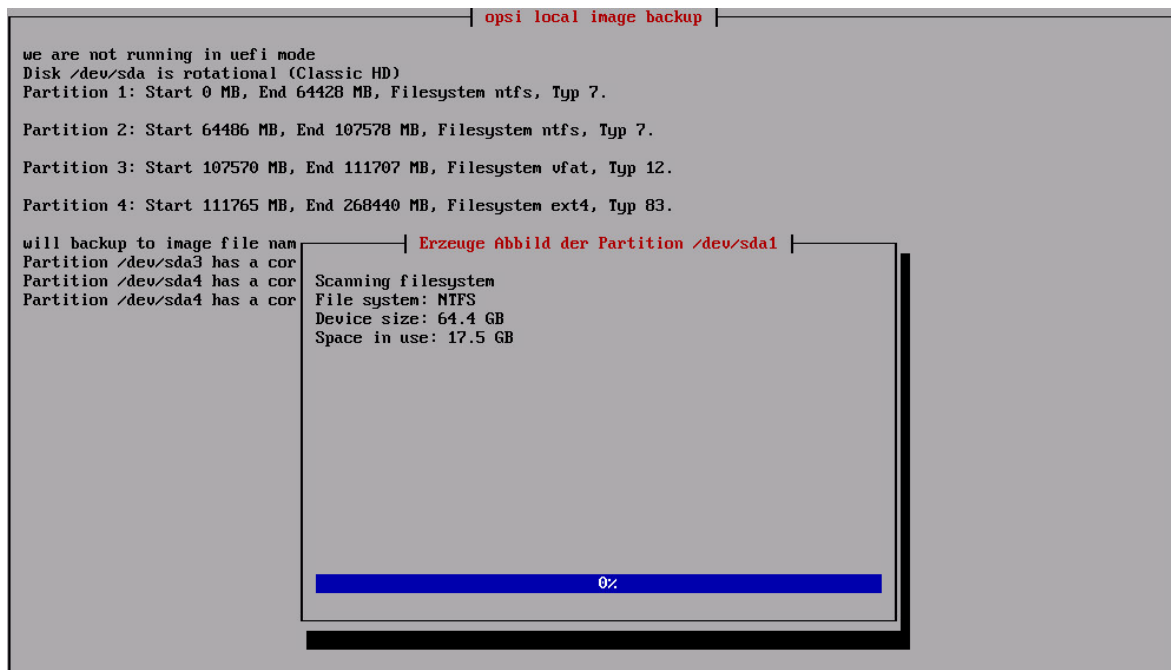 opsi local image backup
we are not running in uefi mode
Disk /dev/sda is rotational (Classic HD)
Partition 1: Start 0 MB, End 64428 MB, Filesystem ntfs, Typ 7.
Partition 2: Start 64486 MB, End 107578 MB, Filesystem ntfs, Typ 7.
Partition 3: Start 107570 MB, End 111707 MB, Filesystem vfat, Typ 12.
Partition 4: Start 111765 MB, End 268440 MB, Filesystem ext4, Typ 83.
will backup to image file nam
Partition /dev/sda3 has a cor
Partition /dev/sda4 has a cor
Partition /dev/sda4 has a cor
Erzeuge Abbild der Partition /dev/sda1
Scanning filesystem
File system: NTFS
Device size: 64.4 GB
Space in use: 17.5 GB
0%